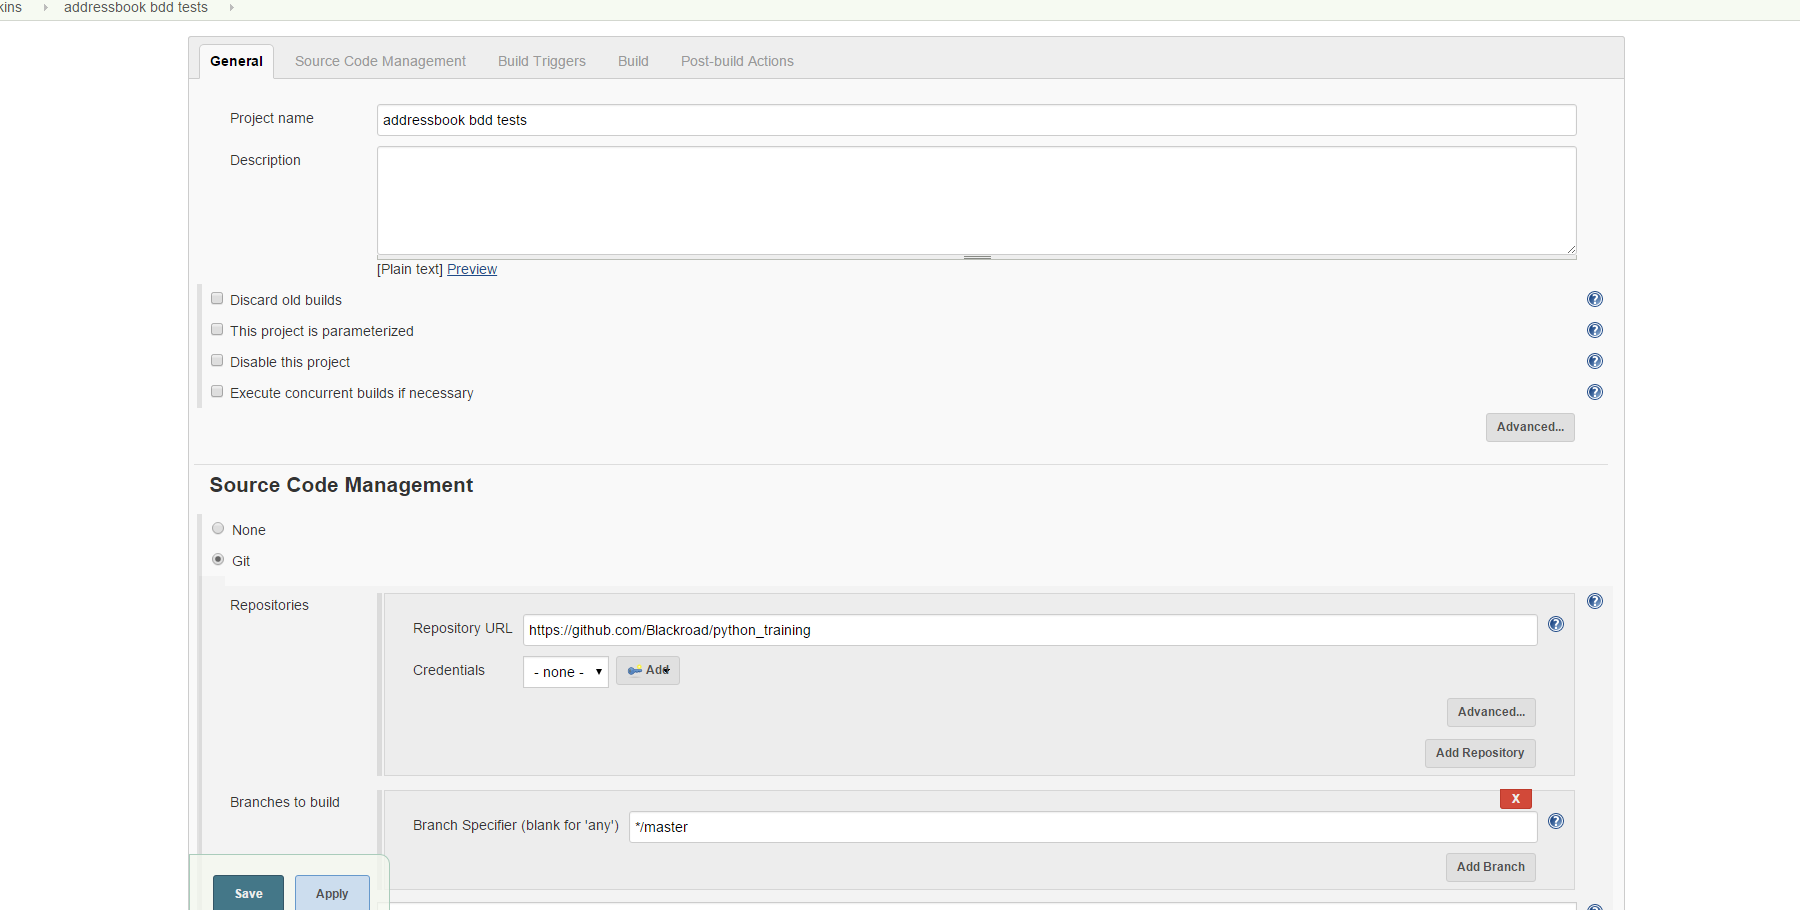 kins addressbook bdd tests
General Source Code Management Build Triggers Build Post-build Actions
Project name addressbook bdd tests
Description
[Plain text] Preview
Discard old builds
This project is parameterized
Disable this project
Execute concurrent builds if necessary
Advanced...
Source Code Management
None
Git
Repositories
Repository URL https://github.com/Blackroad/python_training
Credentials - none - Add
Advanced...
Add Repository
Branches to build
X
Branch Specifier (blank for 'any') */master
Add Branch
Save Apply